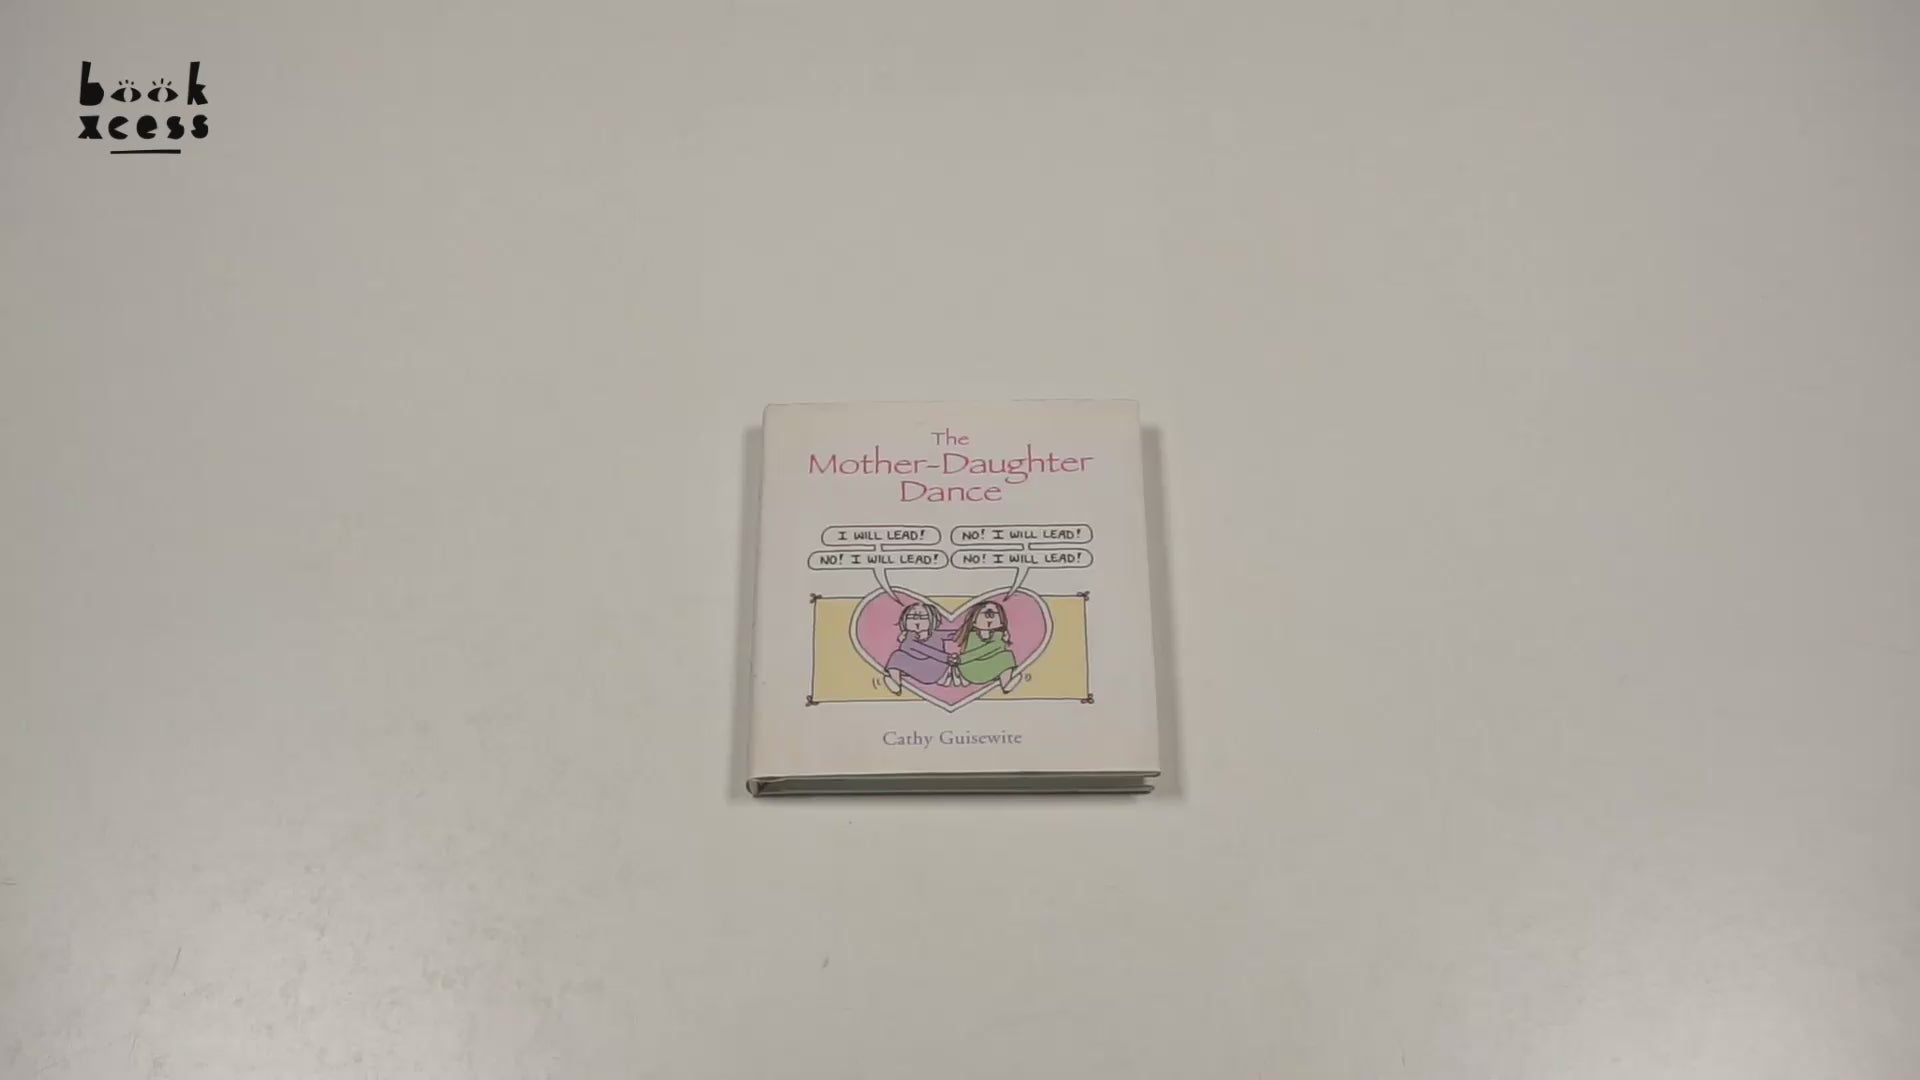 book
xcess
The
Mother-Daughter
Dance
I WILL LEAD!
NO! I WILL LEAD!
NO! I WILL LEAD!
NO! I WILL LEAD!
Cathy Guisewite